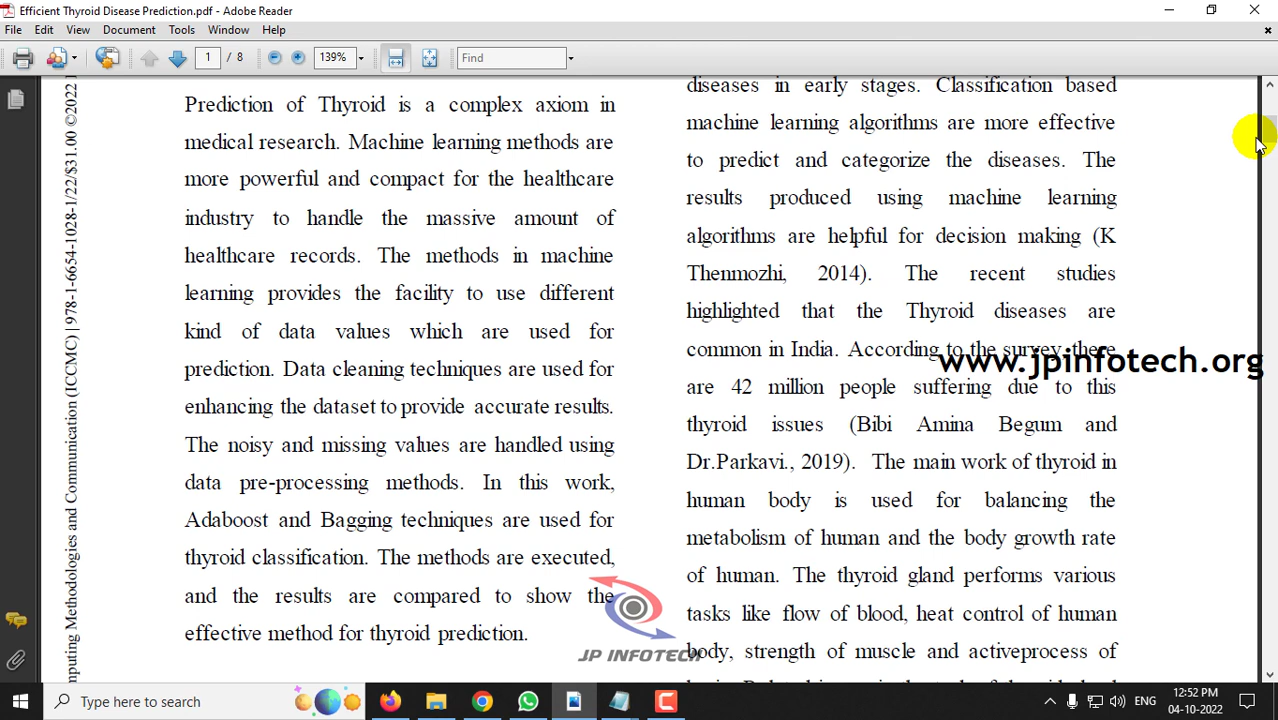 Efficient Thyroid Disease Prediction.pdf - Adobe Reader
File Edit View Document Tools Window Help
1 / 8 139% Find
omputing Methodologies and Communication (ICCMC) | 978-1-6654-1028-1/22/$31.00 ©2022
Prediction of Thyroid is a complex axiom in
medical research. Machine learning methods are
more powerful and compact for the healthcare
industry to handle the massive amount of
healthcare records. The methods in machine
learning provides the facility to use different
kind of data values which are used for
prediction. Data cleaning techniques are used for
enhancing the dataset to provide accurate results.
The noisy and missing values are handled using
data pre-processing methods. In this work,
Adaboost and Bagging techniques are used for
thyroid classification. The methods are executed,
and the results are compared to show the
effective method for thyroid prediction.
diseases in early stages. Classification based
machine learning algorithms are more effective
to predict and categorize the diseases. The
results produced using machine learning
algorithms are helpful for decision making (K
Thenmozhi, 2014). The recent studies
highlighted that the Thyroid diseases are
common in India. According to the survey there
are 42 million people suffering due to this
thyroid issues (Bibi Amina Begum and
Dr.Parkavi., 2019). The main work of thyroid in
human body is used for balancing the
metabolism of human and the body growth rate
of human. The thyroid gland performs various
tasks like flow of blood, heat control of human
body, strength of muscle and activeprocess of
www.jpinfotech.org
JP INFOTECH
Type here to search
ENG
12:52 PM
04-10-2022